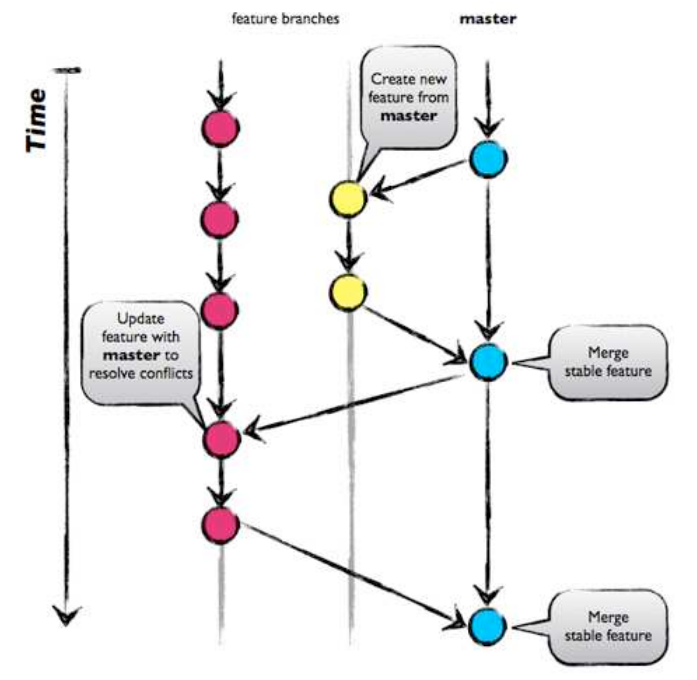 feature branches
master
Time
Create new
feature from
master
Update
feature with
master to
resolve conflicts
Merge
stable feature
Merge
stable feature